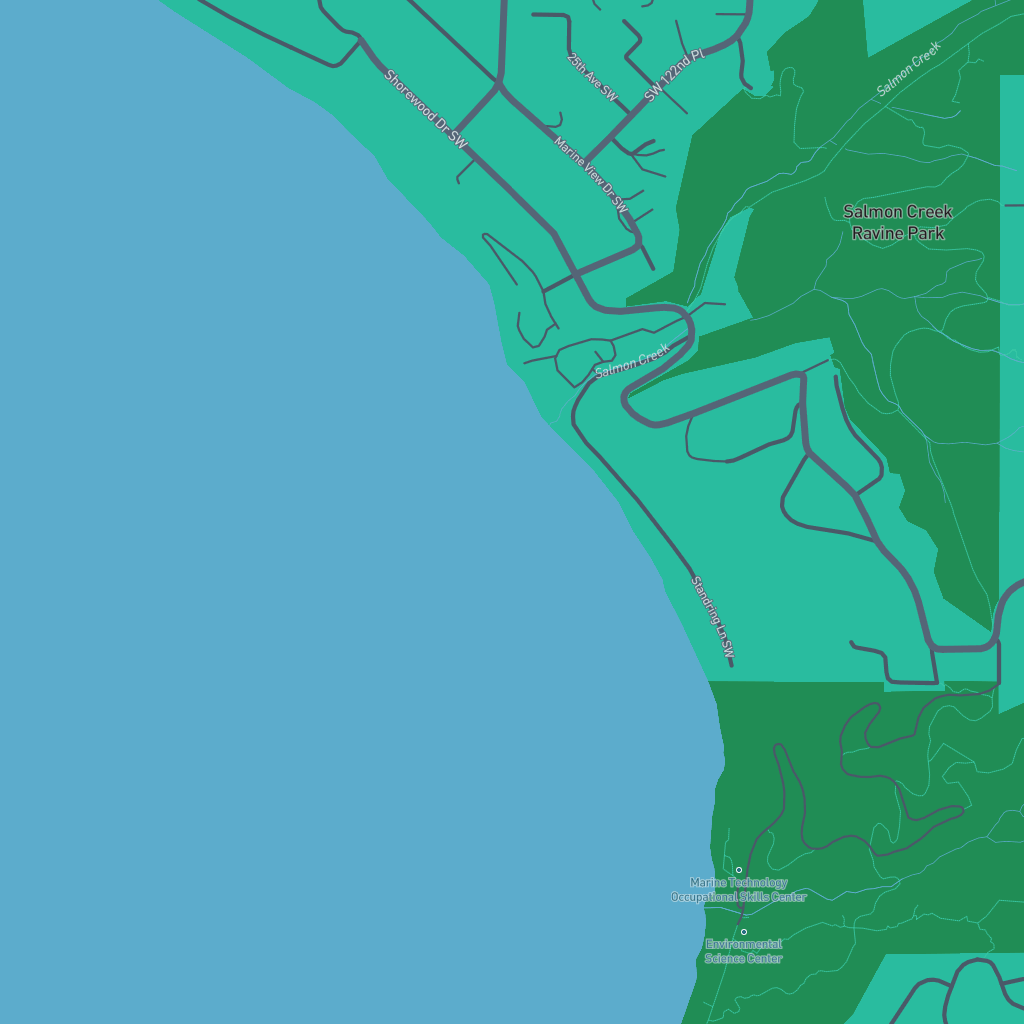 Salmon Creek
SW 122nd Pl
25th Ave SW
Shorewood Dr SW
Marine View Dr SW
Salmon Creek
Ravine Park
Salmon Creek
Standring Ln SW
Marine Technology
Occupational Skills Center
Environmental
Science Center